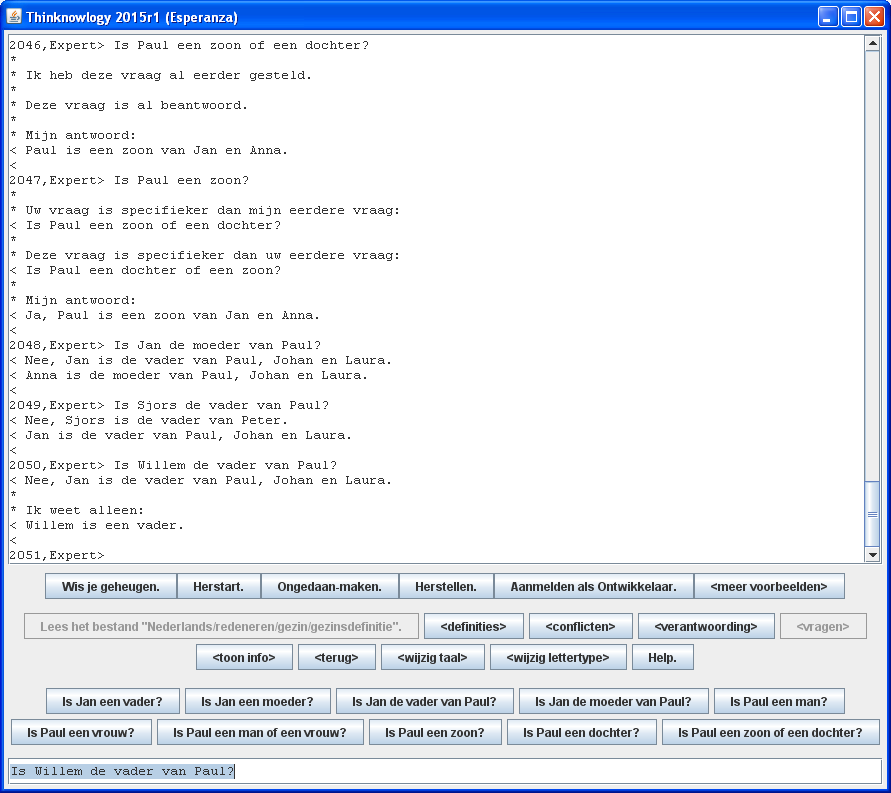 Thinknowlogy 2015r1 (Esperanza)
2046,Expert> Is Paul een zoon of een dochter?
*
* Ik heb deze vraag al eerder gesteld.
*
* Deze vraag is al beantwoord.
*
* Mijn antwoord:
< Paul is een zoon van Jan en Anna.
<
2047,Expert> Is Paul een zoon?
*
* Uw vraag is specifieker dan mijn eerdere vraag:
< Is Paul een zoon of een dochter?
*
* Deze vraag is specifieker dan uw eerdere vraag:
< Is Paul een dochter of een zoon?
*
* Mijn antwoord:
< Ja, Paul is een zoon van Jan en Anna.
<
2048,Expert> Is Jan de moeder van Paul?
< Nee, Jan is de vader van Paul, Johan en Laura.
< Anna is de moeder van Paul, Johan en Laura.
<
2049,Expert> Is Sjors de vader van Paul?
< Nee, Sjors is de vader van Peter.
< Jan is de vader van Paul, Johan en Laura.
<
2050,Expert> Is Willem de vader van Paul?
< Nee, Jan is de vader van Paul, Johan en Laura.
*
* Ik weet alleen:
< Willem is een vader.
<
2051,Expert>
Wis je geheugen. Herstart. Ongedaan-maken. Herstellen. Aanmelden als Ontwikkelaar. <meer voorbeelden>
Lees het bestand "Nederlands/redeneren/gezin/gezinsdefinitie". <definities> <conflicten> <verantwoording> <vragen>
<toon info> <terug> <wijzig taal> <wijzig lettertype> Help.
Is Jan een vader? Is Jan een moeder? Is Jan de vader van Paul? Is Jan de moeder van Paul? Is Paul een man?
Is Paul een vrouw? Is Paul een man of een vrouw? Is Paul een zoon? Is Paul een dochter? Is Paul een zoon of een dochter?
Is Willem de vader van Paul?